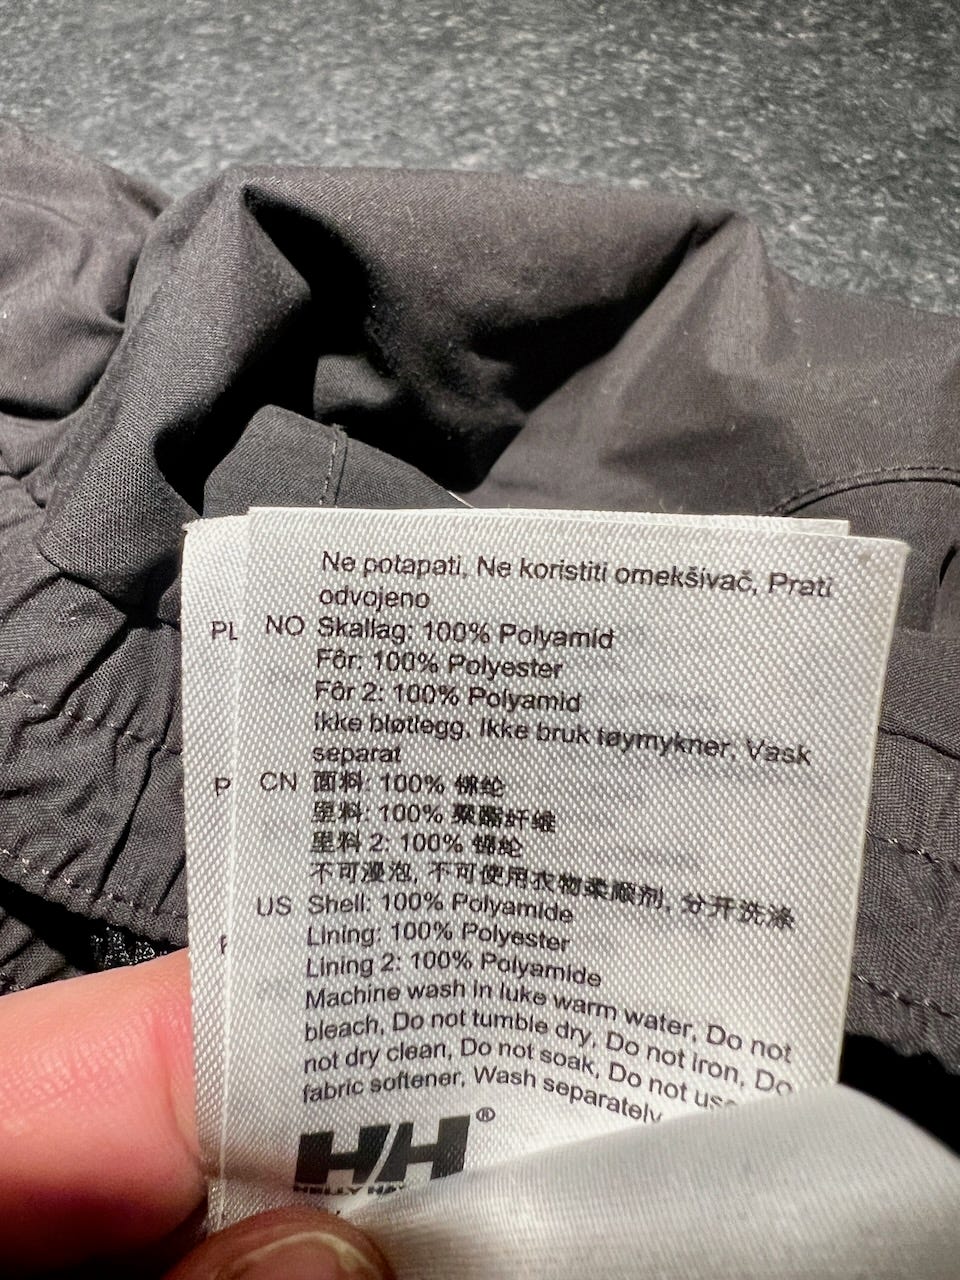 Ne potapati, Ne koristiti omekšivač, Prati
odvojeno
PL
NO Skallag: 100% Polyamid
Fôr: 100% Polyester
Fôr 2: 100% Polyamid
Ikke bløtlegg, Ikke bruk tøymykner, Vask
separat
P
CN 面料: 100% 锦纶
里料: 100% 聚酯纤维
里料 2: 100% 锦纶
不可浸泡, 不可使用衣物柔顺剂, 分开洗涤
US Shell: 100% Polyamide
Lining: 100% Polyester
Lining 2: 100% Polyamide
Machine wash in luke warm water, Do not
bleach, Do not tumble dry, Do not iron, Do
not dry clean, Do not soak, Do not use
fabric softener, Wash separately
HH®
HELLY HA